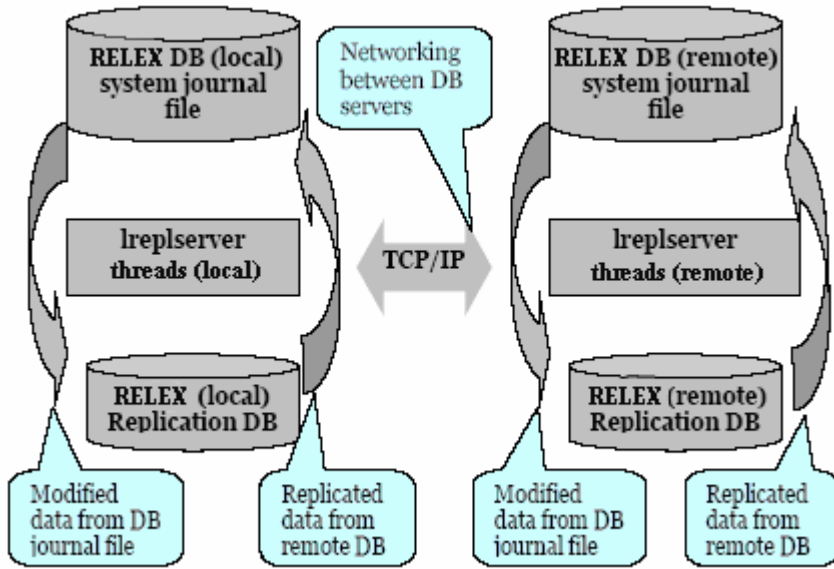 RELEX DB (local)
system journal
file
Networking
between DB
servers
RELEX DB (remote)
system journal
file
lreplserver
threads (local)
TCP/IP
lreplserver
threads (remote)
RELEX (local)
Replication DB
RELEX (remote)
Replication DB
Modified
data from DB
journal file
Replicated
data from
remote DB
Modified
data from DB
journal file
Replicated
data from
remote DB